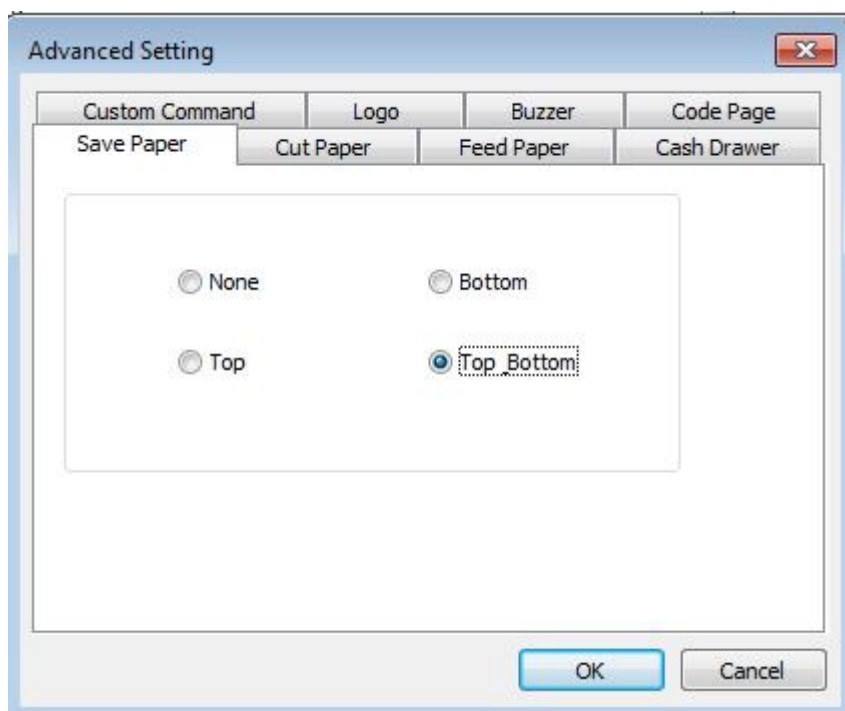 Advanced Setting
Custom Command Logo Buzzer Code Page
Save Paper Cut Paper Feed Paper Cash Drawer
None Bottom
Top Top_Bottom
OK Cancel